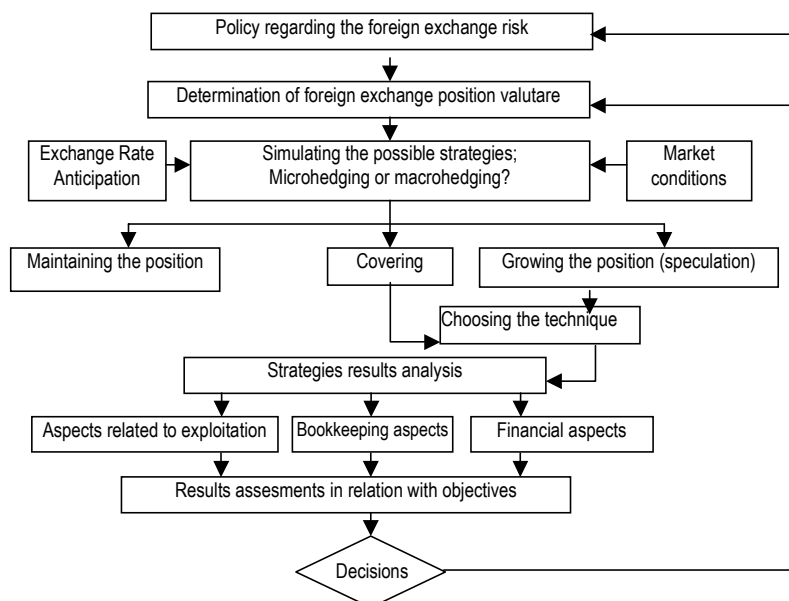 Policy regarding the foreign exchange risk
Determination of foreign exchange position valutare
Exchange Rate
Anticipation
Simulating the possible strategies;
Microhedging or macrohedging?
Market
conditions
Maintaining the position
Covering
Growing the position (speculation)
Choosing the technique
Strategies results analysis
Aspects related to exploitation
Bookkeeping aspects
Financial aspects
Results assesments in relation with objectives
Decisions